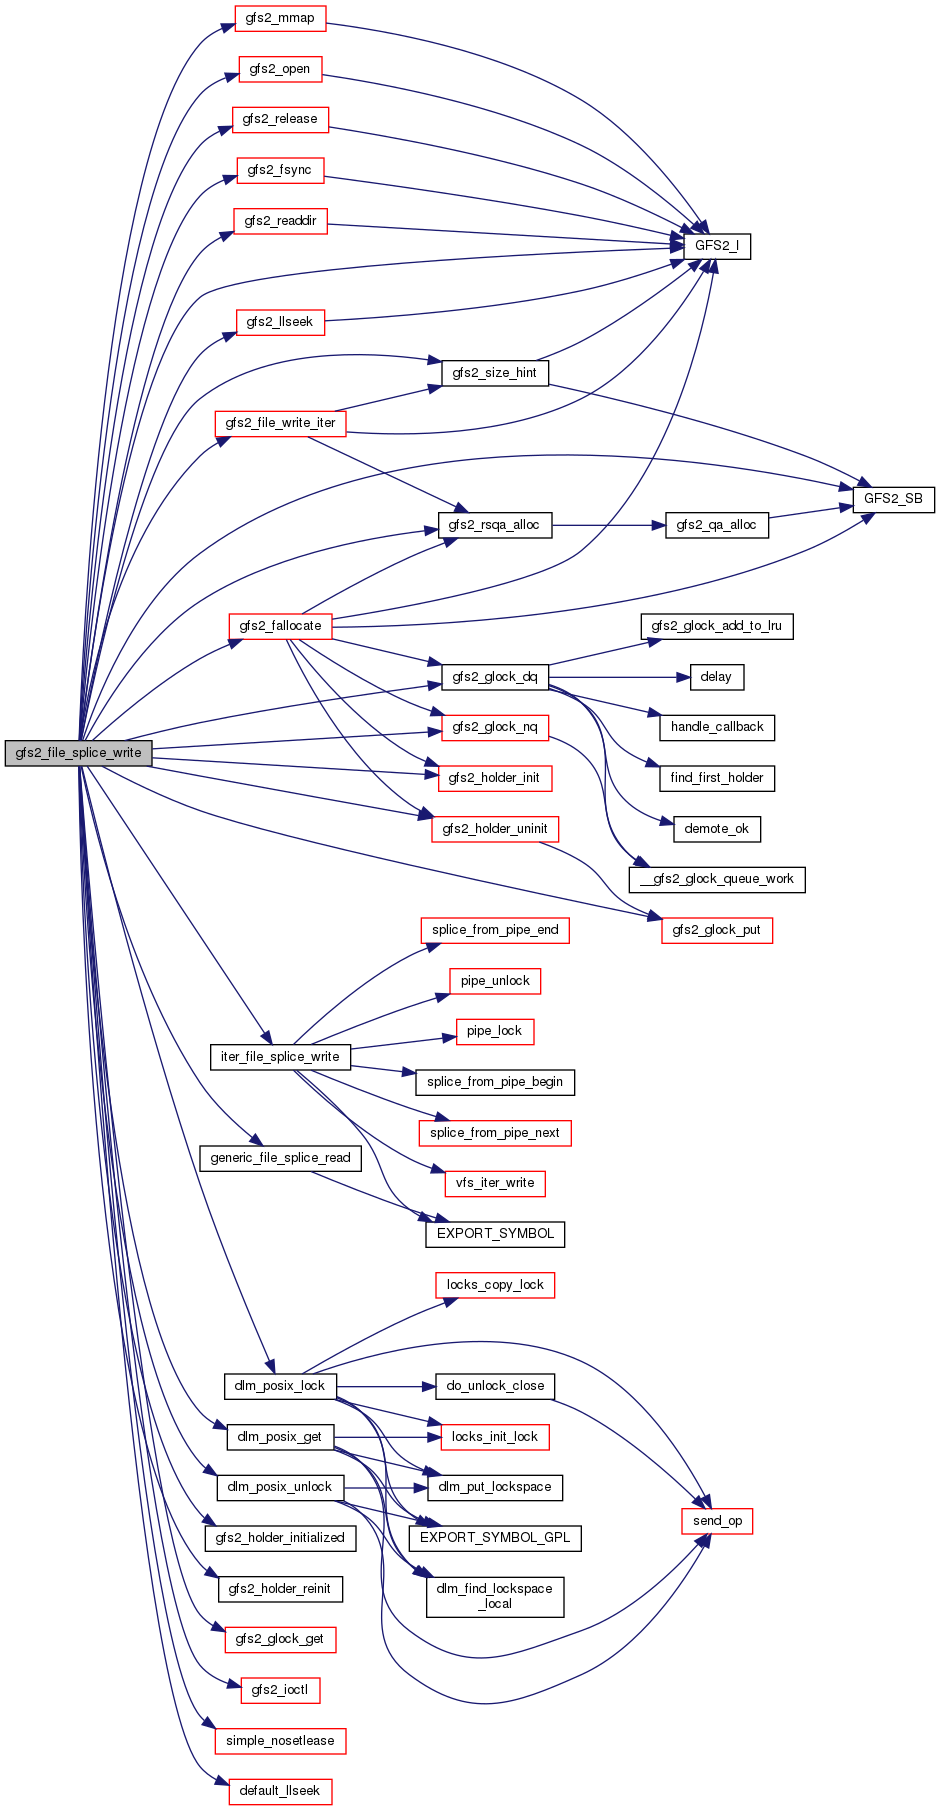 gfs2_mmap
gfs2_open
gfs2_release
gfs2_fsync
gfs2_readdir
GFS2_I
gfs2_llseek
gfs2_size_hint
gfs2_file_write_iter
GFS2_SB
gfs2_rsqa_alloc
gfs2_qa_alloc
gfs2_fallocate
gfs2_glock_add_to_lru
gfs2_glock_dq
delay
gfs2_glock_nq
handle_callback
gfs2_file_splice_write
gfs2_holder_init
find_first_holder
gfs2_holder_uninit
demote_ok
__gfs2_glock_queue_work
splice_from_pipe_end
gfs2_glock_put
pipe_unlock
pipe_lock
iter_file_splice_write
splice_from_pipe_begin
splice_from_pipe_next
generic_file_splice_read
vfs_iter_write
EXPORT_SYMBOL
locks_copy_lock
dlm_posix_lock
do_unlock_close
dlm_posix_get
locks_init_lock
dlm_posix_unlock
dlm_put_lockspace
send_op
gfs2_holder_initialized
EXPORT_SYMBOL_GPL
gfs2_holder_reinit
dlm_find_lockspace
_local
gfs2_glock_get
gfs2_ioctl
simple_nosetlease
default_llseek